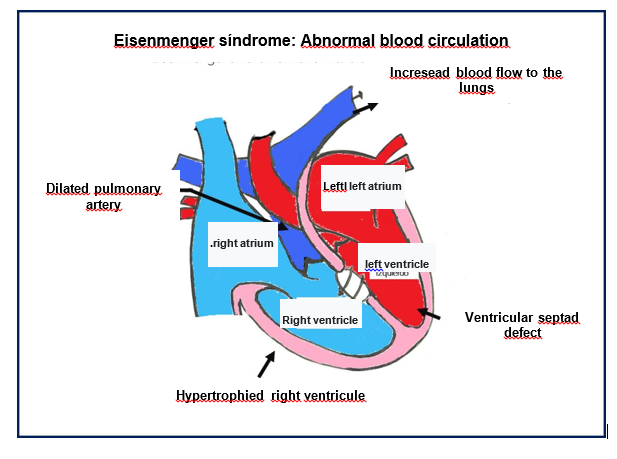 Eisenmenger síndrome: Abnormal blood circulation
Incresead blood flow to the
lungs
Leftl left atrium
Dilated pulmonary
artery
.right atrium
left ventricle
Izquierdo
Right ventricle
Ventricular septad
defect
Hypertrophied right ventricule